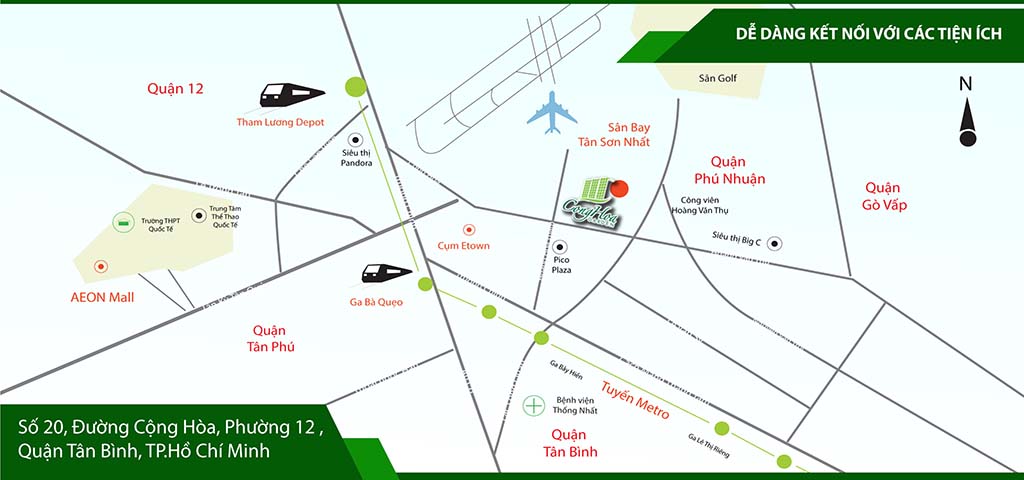 DỄ DÀNG KẾT NỐI VỚI CÁC TIỆN ÍCH
Sân Golf
N
Quận 12
Tham Lương Depot
Siêu thị
Pandora
Sân Bay
Tân Sơn Nhất
Quận
Phú Nhuận
Quận
Gò Vấp
Công viên
Hoàng Văn Thụ
Siêu thị Big C
Cộng Hòa
Trường THPT
Quốc Tế
Trung Tâm
Thể Thao
Quốc Tế
AEON Mall
Cụm Etown
Pico
Plaza
Ga Bà Quẹo
Quận
Tân Phú
Ga Bảy Hiền
Tuyến Metro
Bệnh viện
Thống Nhất
Ga Lê Thị Riêng
Quận
Tân Bình
Số 20, Đường Cộng Hòa, Phường 12 ,
Quận Tân Bình, TP.Hồ Chí Minh